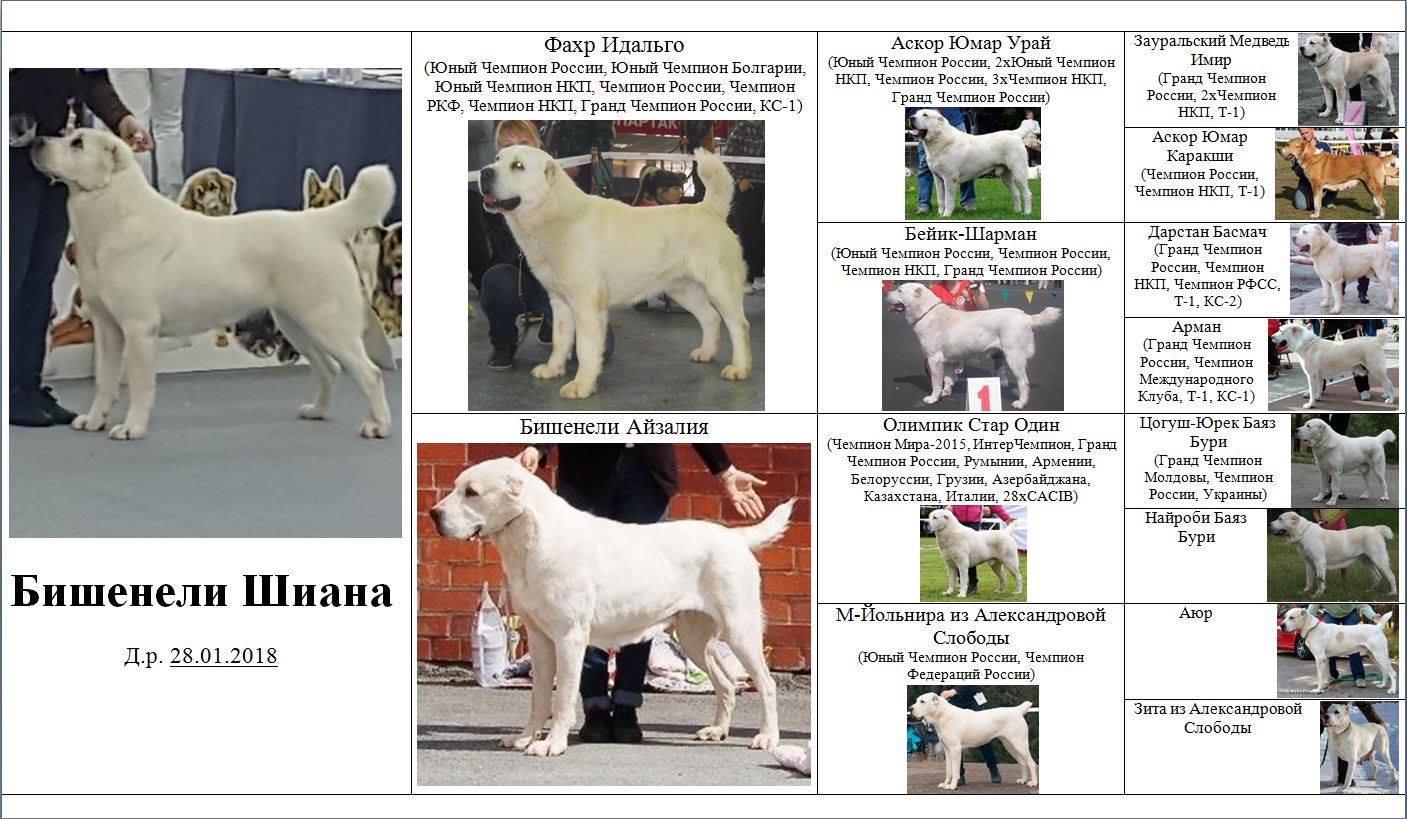 Бишенели Шиана
Д.р. 28.01.2018
Фахр Идальго
(Юный Чемпион России, Юный Чемпион Болгарии,
Юный Чемпион НКП, Чемпион России, Чемпион
РКФ, Чемпион НКП, Гранд Чемпион России, КС-1)
ПАРТАК
Бишенели Айзалия
Аскор Юмар Урай
(Юный Чемпион России, 2хЮный Чемпион
НКП, Чемпион России, 3хЧемпион НКП,
Гранд Чемпион России)
Бейик-Шарман
(Юный Чемпион России, Чемпион России,
Чемпион НКП, Гранд Чемпион России)
1
Олимпик Стар Один
(Чемпион Мира-2015, ИнтерЧемпион, Гранд
Чемпион России, Румынии, Армении,
Белоруссии, Грузии, Азербайджана,
Казахстана, Италии, 28хCACIB)
М-Йольнира из Александровой
Слободы
(Юный Чемпион России, Чемпион
Федераций России)
Зауральский Медведь
Имир
(Гранд Чемпион
России, 2хЧемпион
НКП, Т-1)
Аскор Юмар
Каракши
(Чемпион России,
Чемпион НКП, Т-1)
Дарстан Басмач
(Гранд Чемпион
России, Чемпион
НКП, Чемпион РФСС,
Т-1, КС-2)
Арман
(Гранд Чемпион
России, Чемпион
Международного
Клуба, Т-1, КС-1)
Цогуш-Юрек Баяз
Бури
(Гранд Чемпион
Молдовы, Чемпион
России, Украины)
Найроби Баяз
Бури
Аюр
Зита из Александровой
Слободы